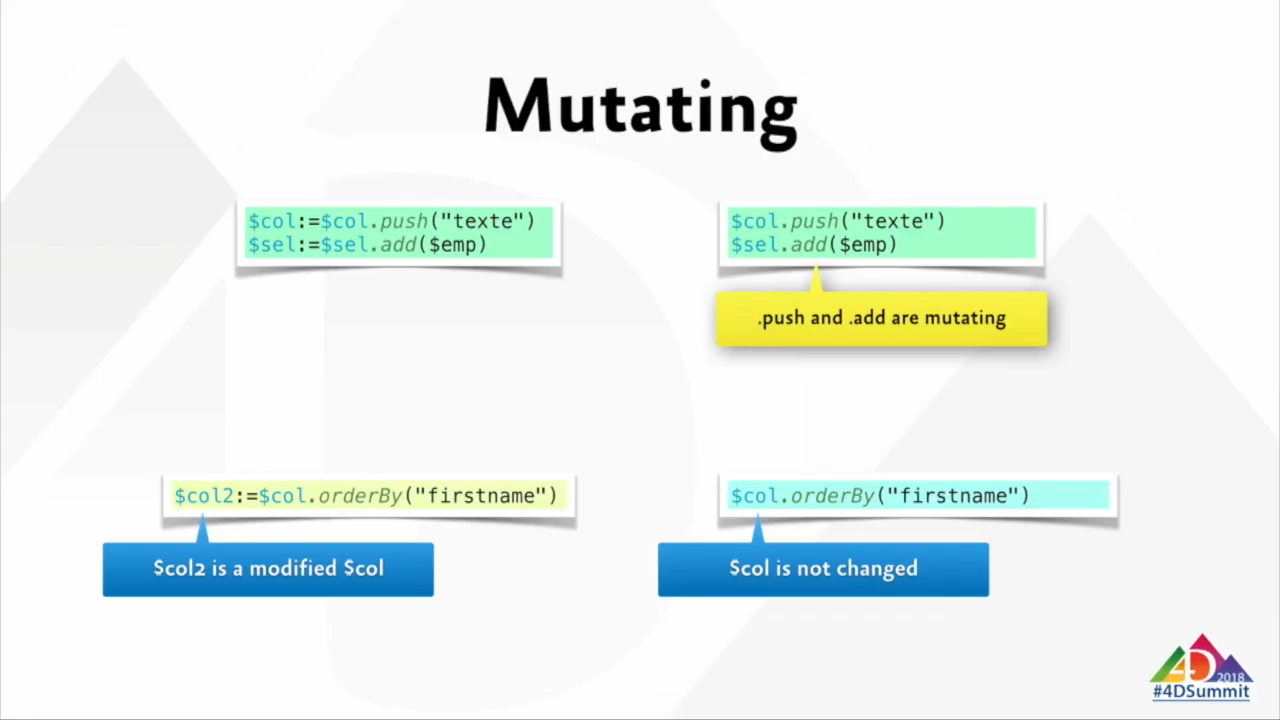 Mutating
$col:=$col.push("texte")
$sel:=$sel.add($emp)
$col.push("texte")
$sel.add($emp)
.push and .add are mutating
$col2:=$col.orderBy("firstname")
$col2 is a modified $col
$col.orderBy("firstname")
$col is not changed
4D
2018
#4DSummit